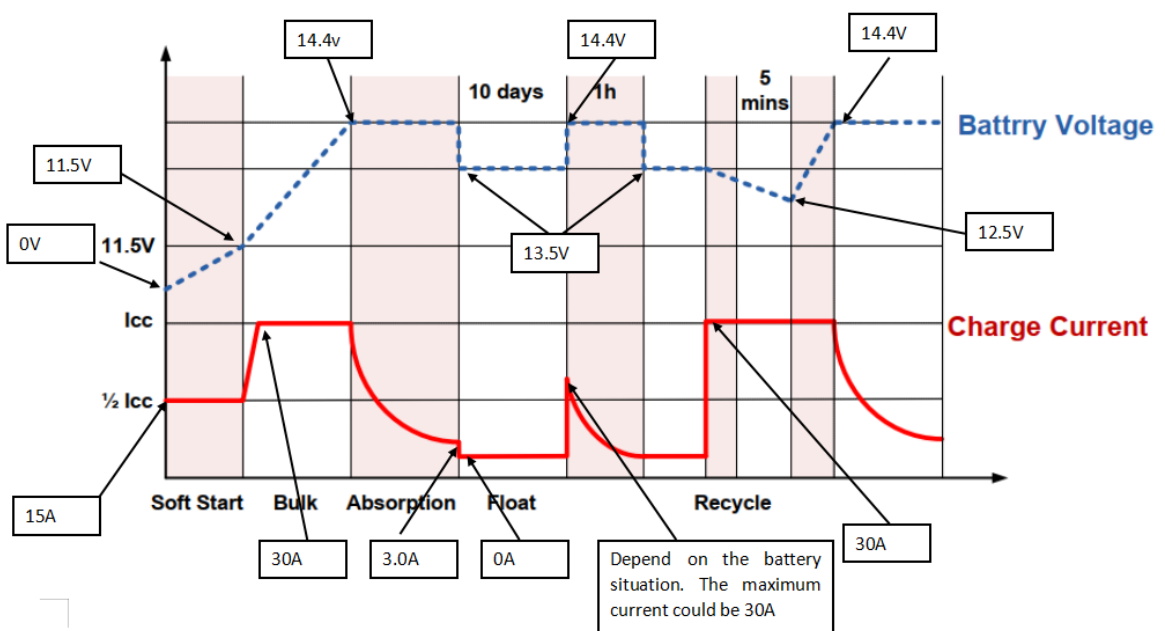 14.4v
14.4V
14.4V
10 days
1h
5
mins
Battrry Voltage
11.5V
0V
11.5V
13.5V
12.5V
Icc
Charge Current
½ Icc
Soft Start
Bulk
Absorption
Float
Recycle
15A
30A
3.0A
0A
Depend on the battery
situation. The maximum
current could be 30A
30A